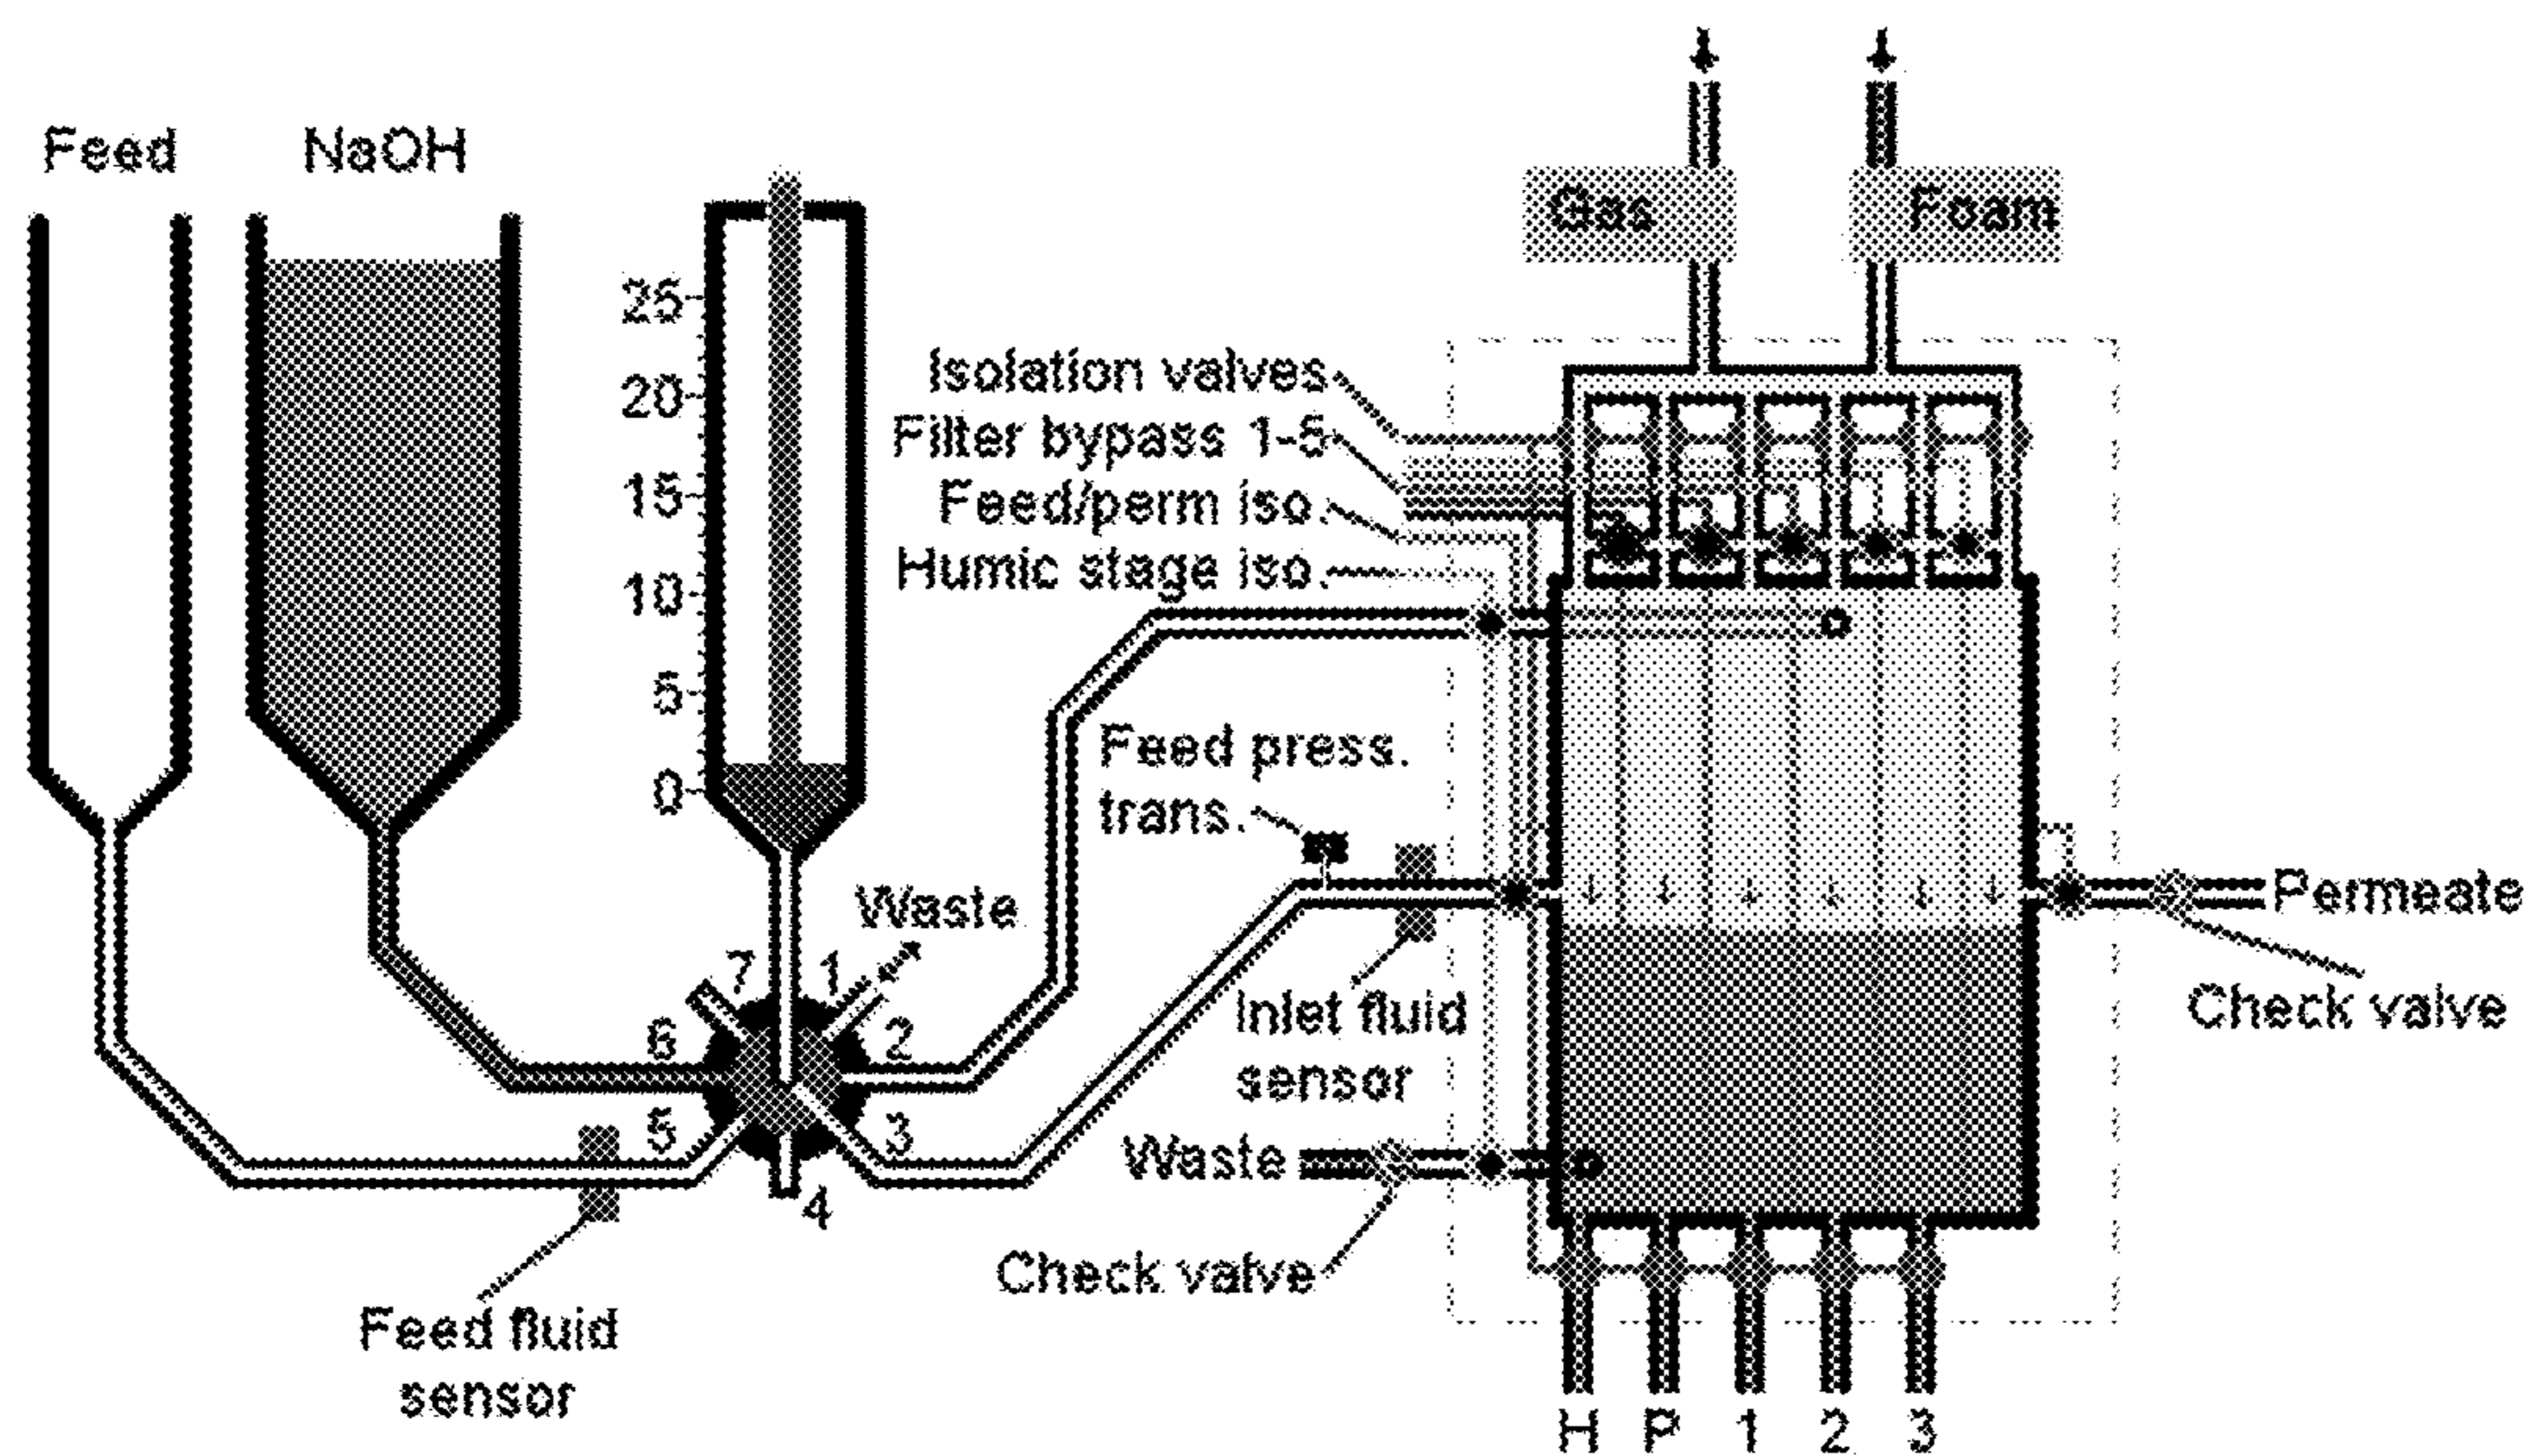 Feed
NaOH
Gas
Foam
25
20
15
10
5
0
Isolation valves
Filter bypass 1-5
Feed/perm iso.
Humic stage iso.
Feed press.
trans.
Waste
7
1
6
2
5
3
4
Inlet fluid
sensor
Permeate
Check valve
Waste
Check valve
Feed fluid
sensor
H P 1 2 3